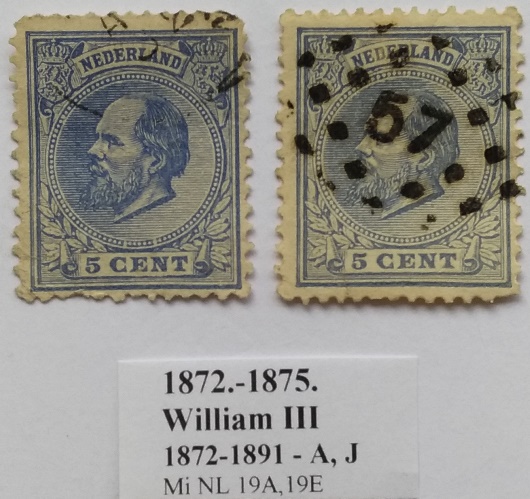 NEDERLAND
5 CENT
NEDERLAND
57
5 CENT
1872.-1875.
William III
1872-1891 - A, J
Mi NL 19A,19E